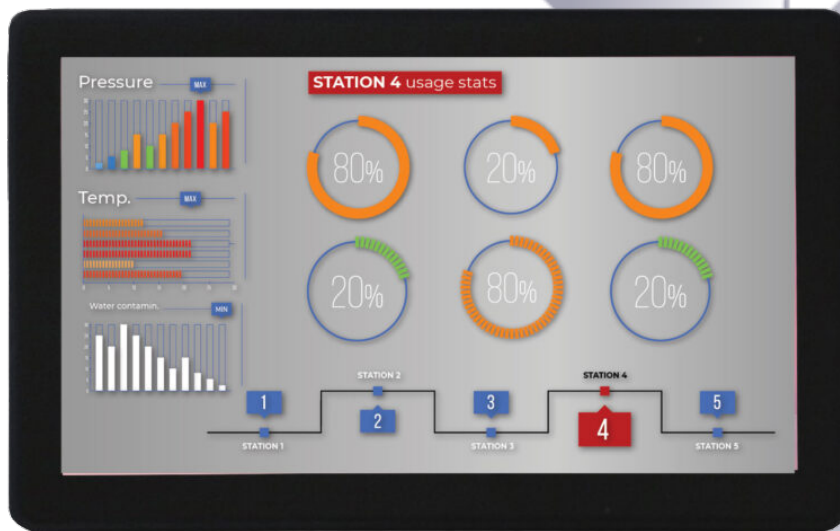 Pressure
MAX
STATION 4 usage stats
80%
20%
80%
Temp.
MAX
20%
80%
20%
Water contamin.
MIN
STATION 2
STATION 4
1
3
5
2
4
STATION 1
STATION 3
STATION 5